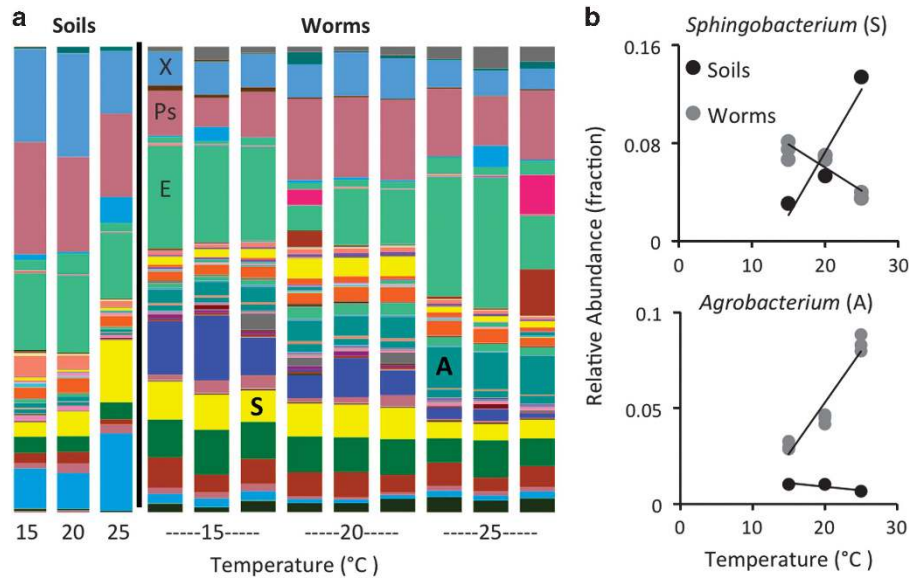 a
Soils
Worms
X
Ps
E
A
S
15 20 25 -----15----- -----20----- -----25-----
Temperature (°C)
b
Sphingobacterium (S)
0.16
Soils
Worms
0.08
0
0 10 20 30
Relative Abundance (fraction)
Agrobacterium (A)
0.1
0.05
0
0 10 20 30
Temperature (°C)